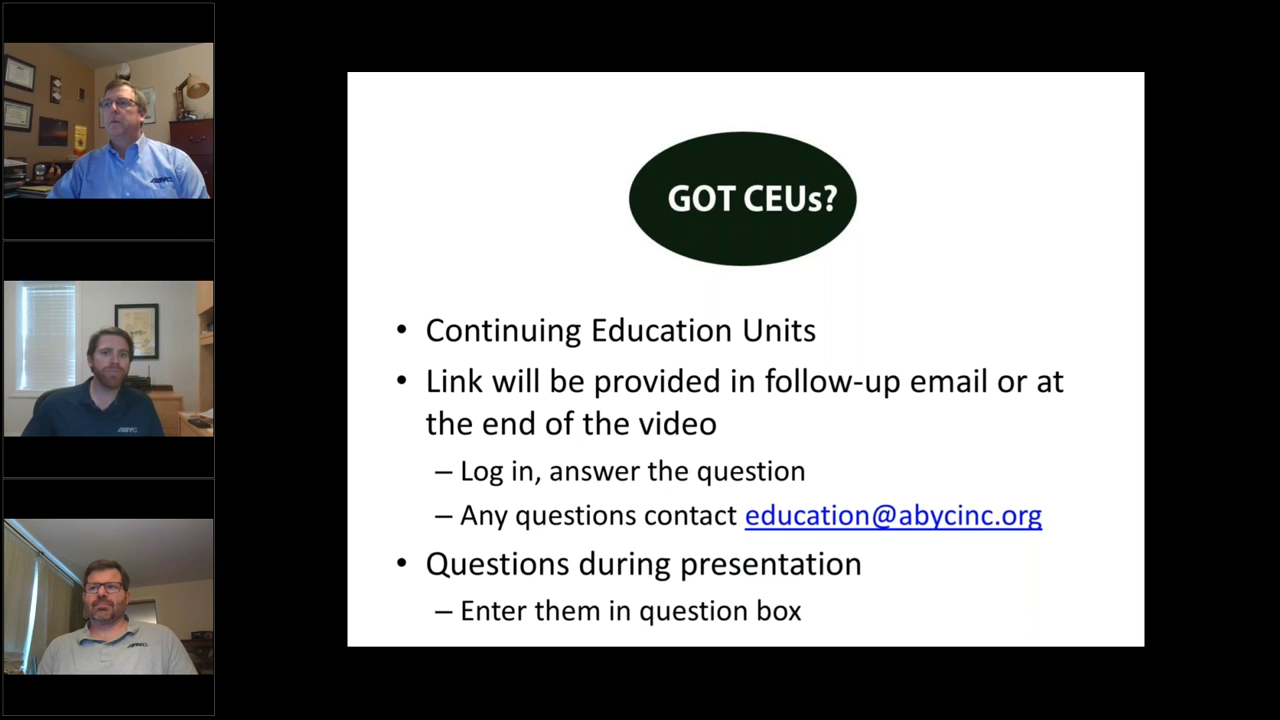 GOT CEUs?
• Continuing Education Units
• Link will be provided in follow-up email or at
the end of the video
– Log in, answer the question
– Any questions contact education@abycinc.org
• Questions during presentation
– Enter them in question box